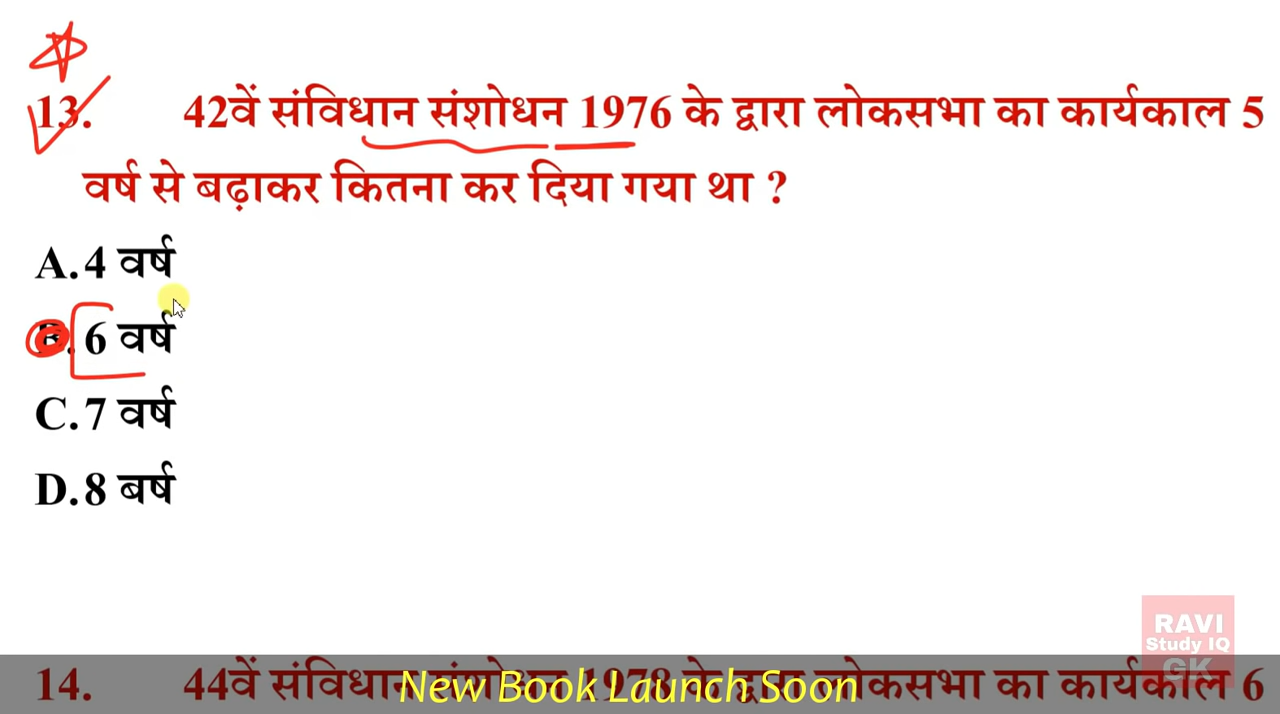 13. 42वें संविधान संशोधन 1976 के द्वारा लोकसभा का कार्यकाल 5
वर्ष से बढ़ाकर कितना कर दिया गया था ?
A. 4 वर्ष
B. 6 वर्ष
C. 7 वर्ष
D. 8 बर्ष
RAVI
Study IQ
GK
14. 44वें संविधान संशोधन 1978 के द्वारा लोकसभा का कार्यकाल 6
New Book Launch Soon